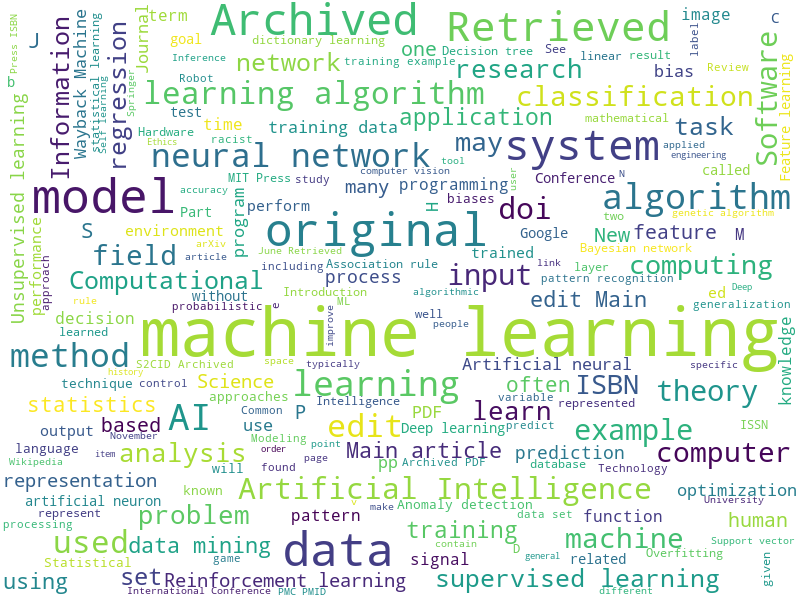 Press ISBN
b
J
Information
Wayback Machine
statistical learning
Self learning
regression
Springer
Journal
term
goal
Archived
dictionary learning
Inference
Robot
network
training example
one
Decision tree
See
Retrieved
linear
result
image
label
C
research
bias
Review
Software
Feature learning
learning algorithm
classification
test
time
application
mathematical
Hardware
racist
training data
task
Ethics
neural network
may
system
applied
engineering
tool
computer vision
Unsupervised learning
MIT Press
study
many
programming
Conference
N
user
model
accuracy
biases
algorithm
Part
program
perform
original
H
doi
two
genetic algorithm
S
environment
Google
New
feature
M
performance
approach
field
arXiv
article
June Retrieved
trained
Bayesian network
including
Association rule
link
layer
computing
Computational
process
input
pattern recognition
Deep
without
Introduction
algorithmic
edit Main
ed
generalization
rule
probabilistic
ML
e
decision
learned
improve
well
people
machine learning
knowledge
method
S2CID Archived
space
typically
Artificial neural
specific
history
technique
control
Science
learning
often
ISBN
theory
approaches
Intelligence
variable
represented
statistics
AI
Common
P
PDF
learn
based
use
edit
Deep learning
predict
example
ISSN
output
November
Modeling
point
language
item
analysis
order
Main article
prediction
computer
Wikipedia
will
found
page
pp
Archived PDF
database
Technology
representation
University
artificial neuron
known
Artificial Intelligence
optimization
represent
problem
make
v
Anomaly detection
processing
pattern
data set
function
human
used
training
machine
Support vector
data mining
data
contain
D
Statistical
game
signal
general
related
Overfitting
given
using
set
Reinforcement learning
supervised learning
International Conference
PMC PMID
different